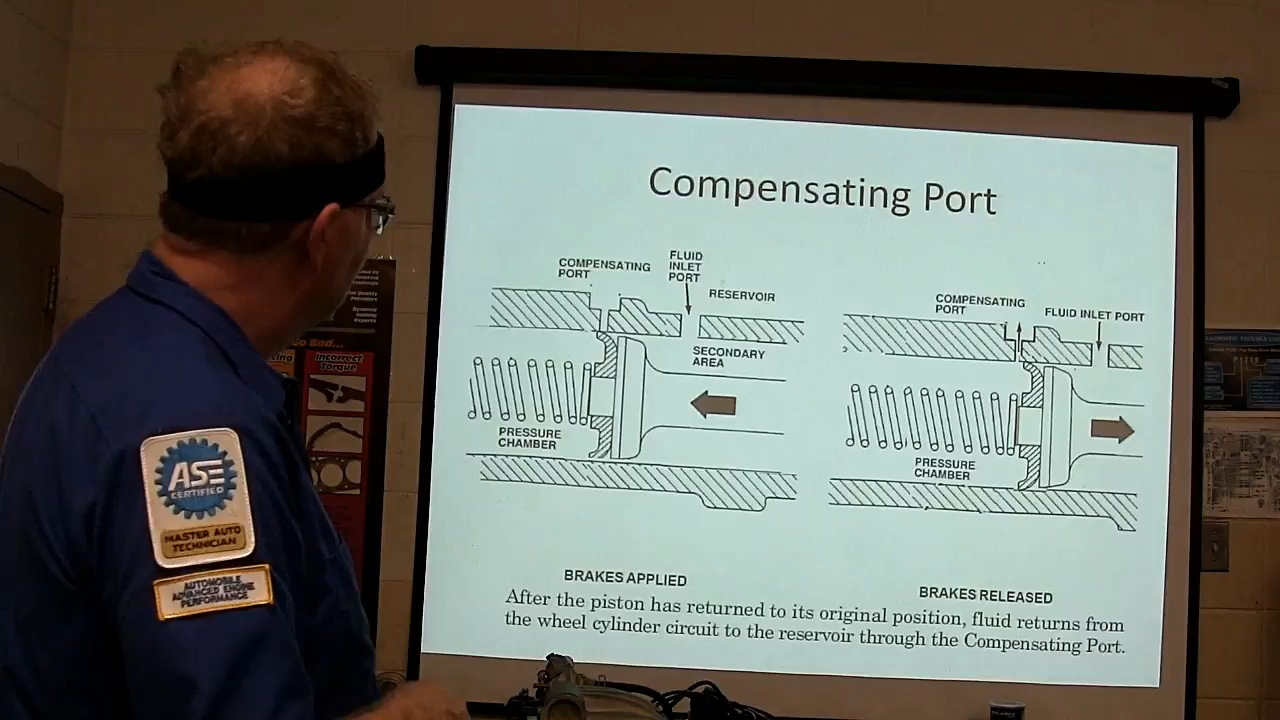 Compensating Port
COMPENSATING
PORT
FLUID
INLET
PORT
RESERVOIR
SECONDARY
AREA
PRESSURE
CHAMBER
BRAKES APPLIED
COMPENSATING
PORT
FLUID INLET PORT
PRESSURE
CHAMBER
BRAKES RELEASED
After the piston has returned to its original position, fluid returns from
the wheel cylinder circuit to the reservoir through the Compensating Port.
ASE
CERTIFIED
MASTER AUTO
TECHNICIAN
AUTOMOBILE
ADVANCED ENGINE
PERFORMANCE
Go Bad...
Incorrect
Torque